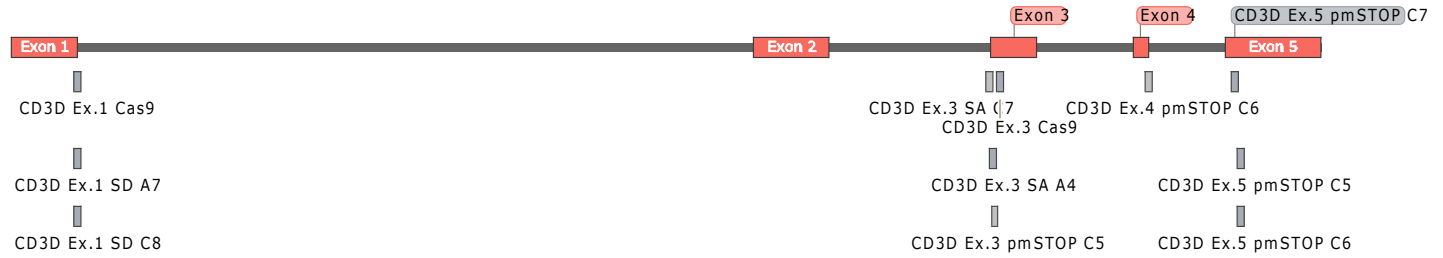 Exon 3
Exon 4
CD3D Ex.5 pmSTOP C7
Exon 1
Exon 2
Exon 5
CD3D Ex.1 Cas9
CD3D Ex.3 SA C7
CD3D Ex.4 pmSTOP C6
CD3D Ex.3 Cas9
CD3D Ex.1 SD A7
CD3D Ex.3 SA A4
CD3D Ex.5 pmSTOP C5
CD3D Ex.1 SD C8
CD3D Ex.3 pmSTOP C5
CD3D Ex.5 pmSTOP C6